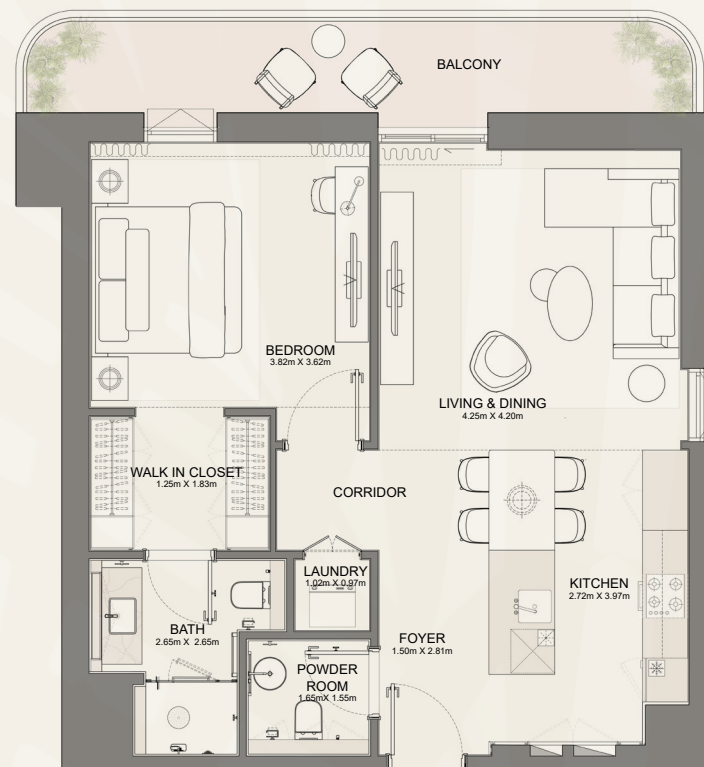 BALCONY
BEDROOM
3.82m X 3.62m
LIVING & DINING
4.25m X 4.20m
WALK IN CLOSET
1.25m X 1.83m
CORRIDOR
LAUNDRY
1.02m X 0.97m
KITCHEN
2.72m X 3.97m
BATH
2.65m X 2.65m
FOYER
1.50m X 2.81m
POWDER
ROOM
1.65mX 1.55m